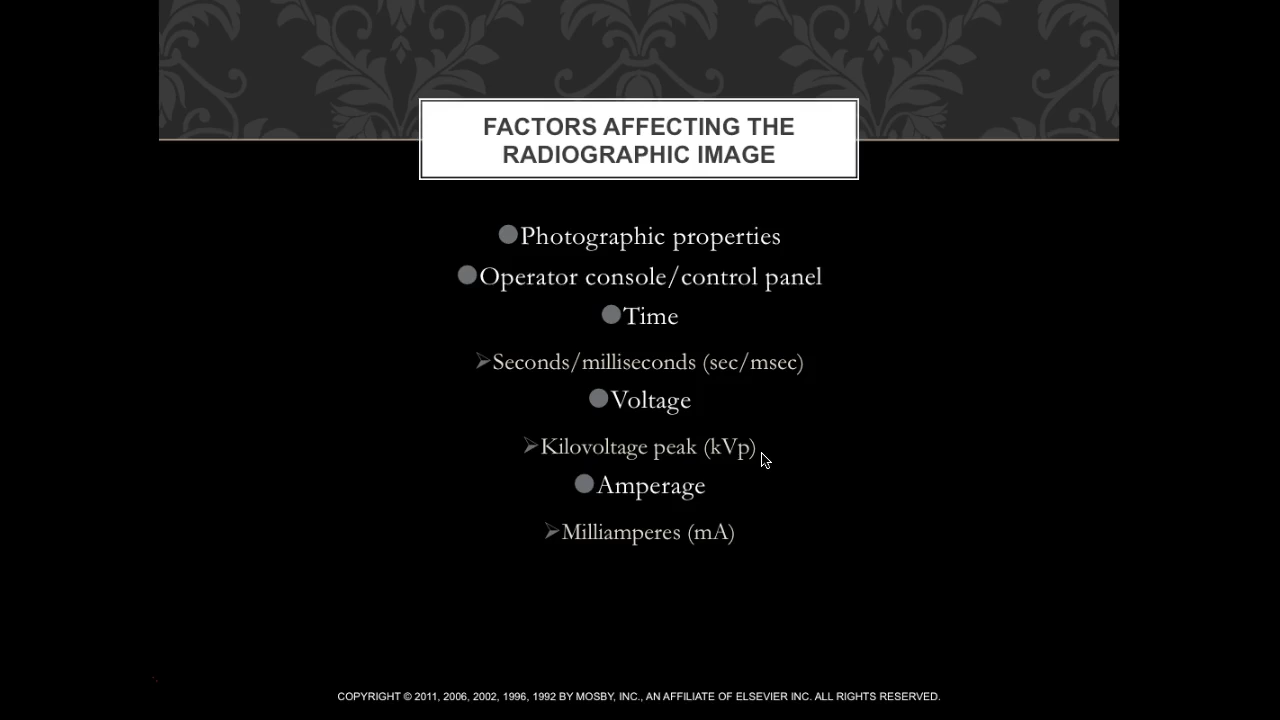 FACTORS AFFECTING THE
RADIOGRAPHIC IMAGE
Photographic properties
Operator console/control panel
Time
Seconds/milliseconds (sec/msec)
Voltage
Kilovoltage peak (kVp)
Amperage
Milliamperes (mA)
COPYRIGHT © 2011, 2006, 2002, 1996, 1992 BY MOSBY, INC., AN AFFILIATE OF ELSEVIER INC. ALL RIGHTS RESERVED.